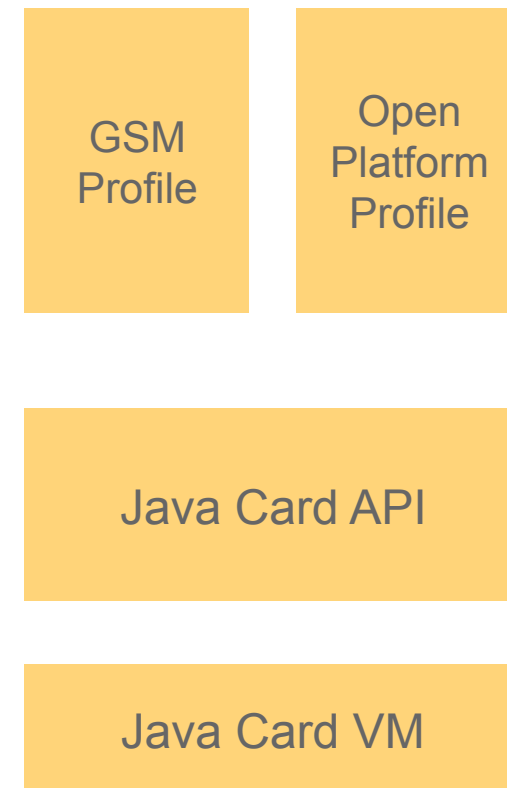 GSM
Profile
Open
Platform
Profile
Java Card API
Java Card VM